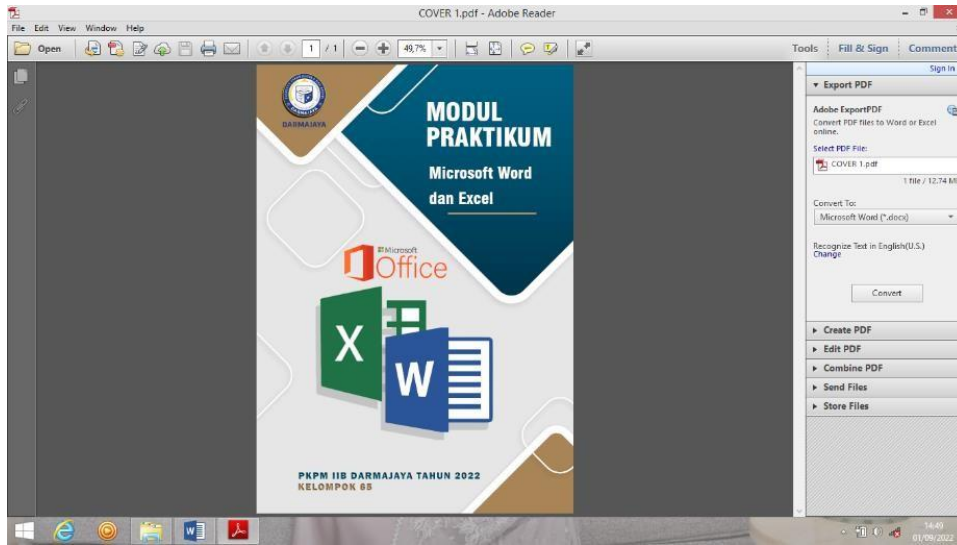 COVER 1.pdf - Adobe Reader
File Edit View Window Help
Open 1 / 1 49,7% Tools Fill & Sign Comment
Sign In
Export PDF
Adobe ExportPDF
Convert PDF files to Word or Excel
online.
Select PDF File:
COVER 1.pdf
1 file / 12.74 M
Convert To:
Microsoft Word (*.docx)
Recognize Text in English(U.S.)
Change
Convert
Create PDF
Edit PDF
Combine PDF
Send Files
Store Files
DARMAJAYA
MODUL
PRAKTIKUM
Microsoft Word
dan Excel
Microsoft
Office
X
W
PKPM IIB DARMAJAYA TAHUN 2022
KELOMPOK 65
14:49
01/09/2022